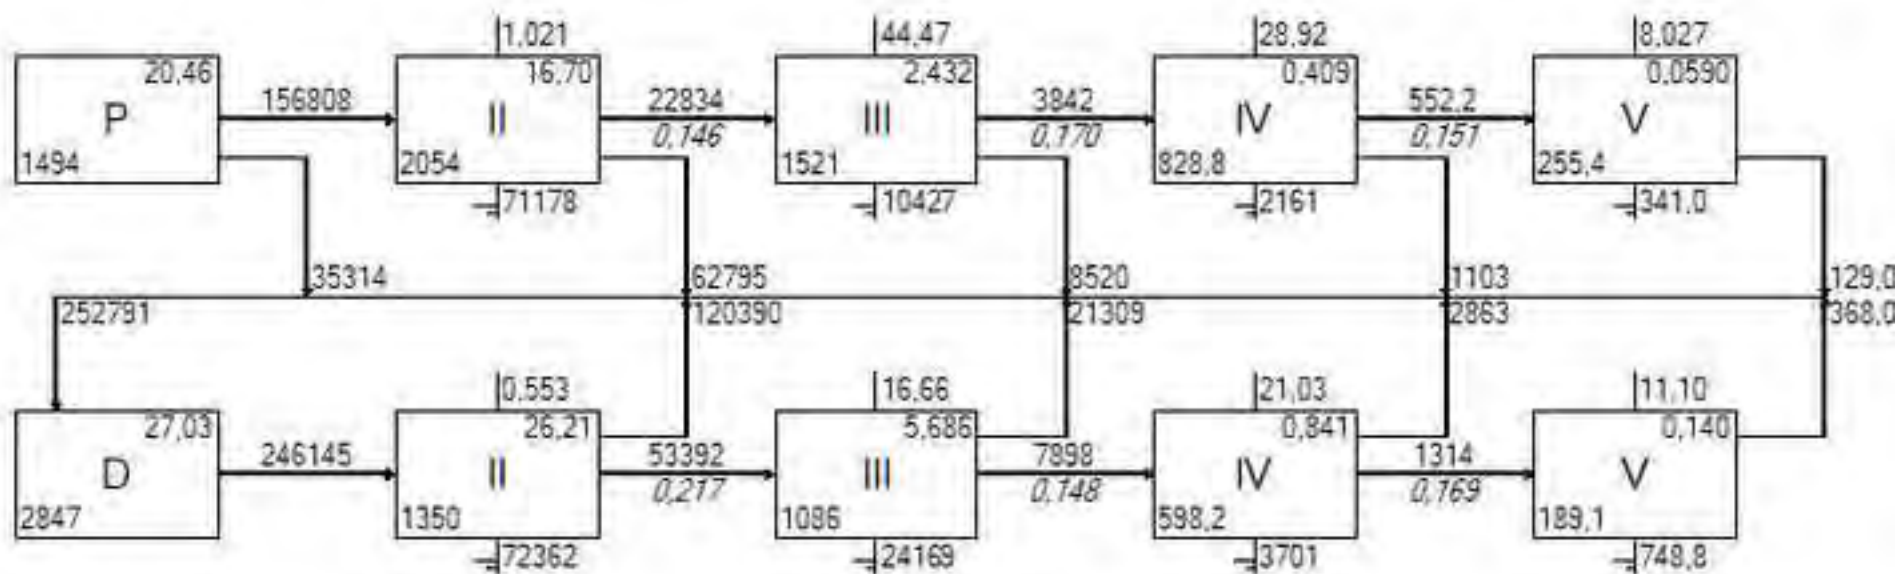 1,021 44,47 28,92 8,027
20,46 16,70 2,432 0,409 0,0590
P 156808 II 22834 III 3842 IV 552,2 V
0,146 0,170 0,151
1494 2054 1521 828,8 255,4
71178 10427 2161 341,0
35314 62795 8520 1103 129,0
252791 120390 21309 2863 368,0
0,553 16,66 21,03 11,10
27,03 26,21 5,686 0,841 0,140
D 246145 II 53392 III 7898 IV 1314 V
0,217 0,148 0,169
2847 1350 1086 598,2 189,1
72362 24169 3701 748,8